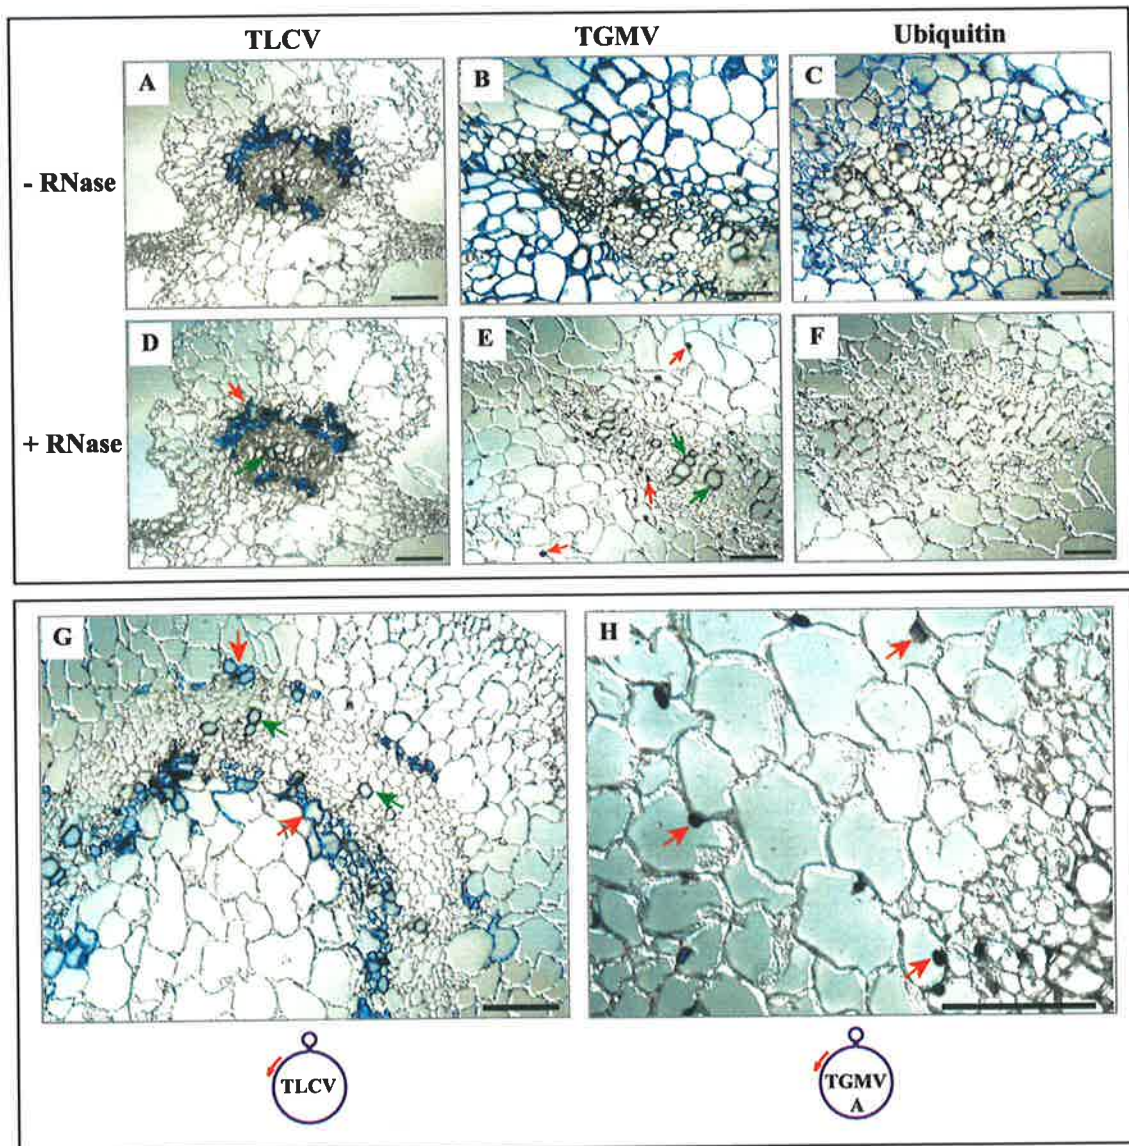 TLCV TGMV Ubiquitin
A B C
- RNase
D E F
+ RNase
G H
TLCV TGMV
A